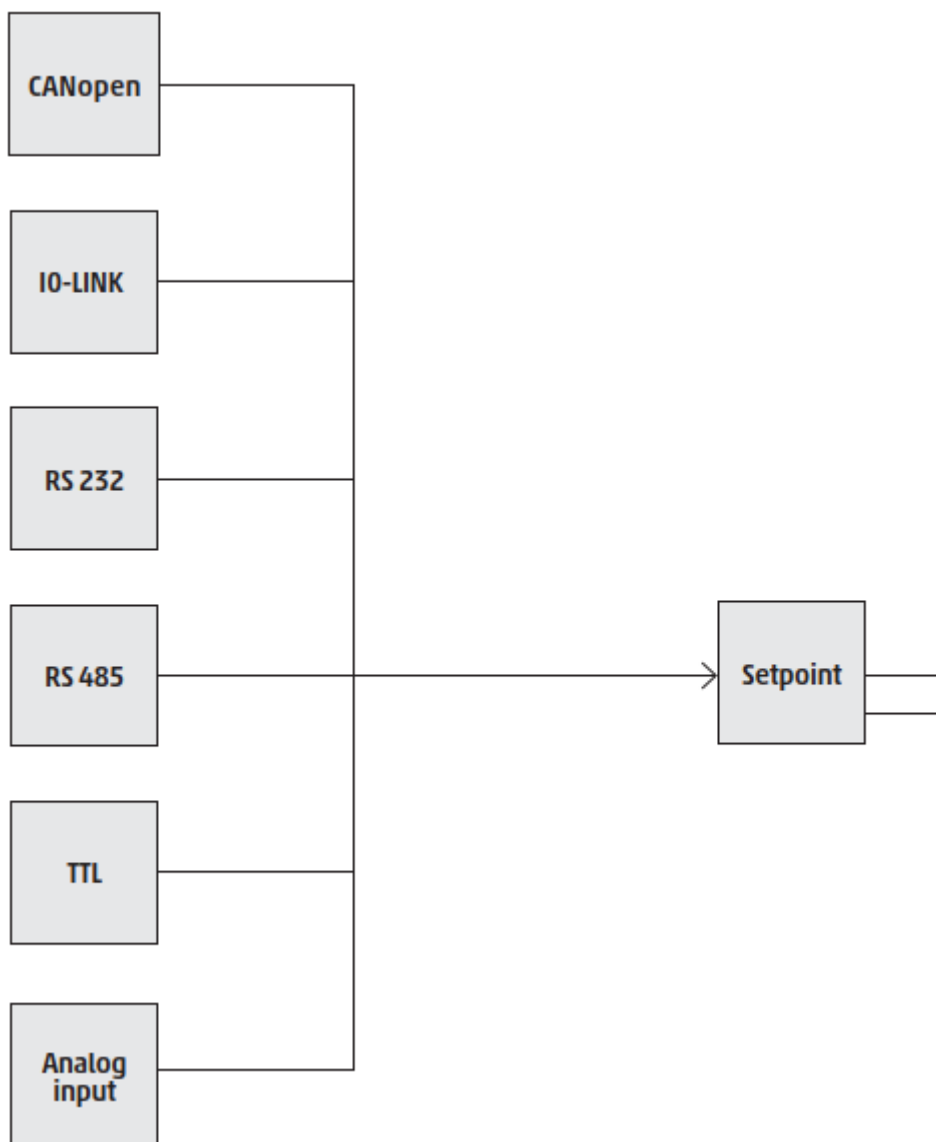 CANopen
IO-LINK
RS 232
RS 485
Setpoint
TTL
Analog
input